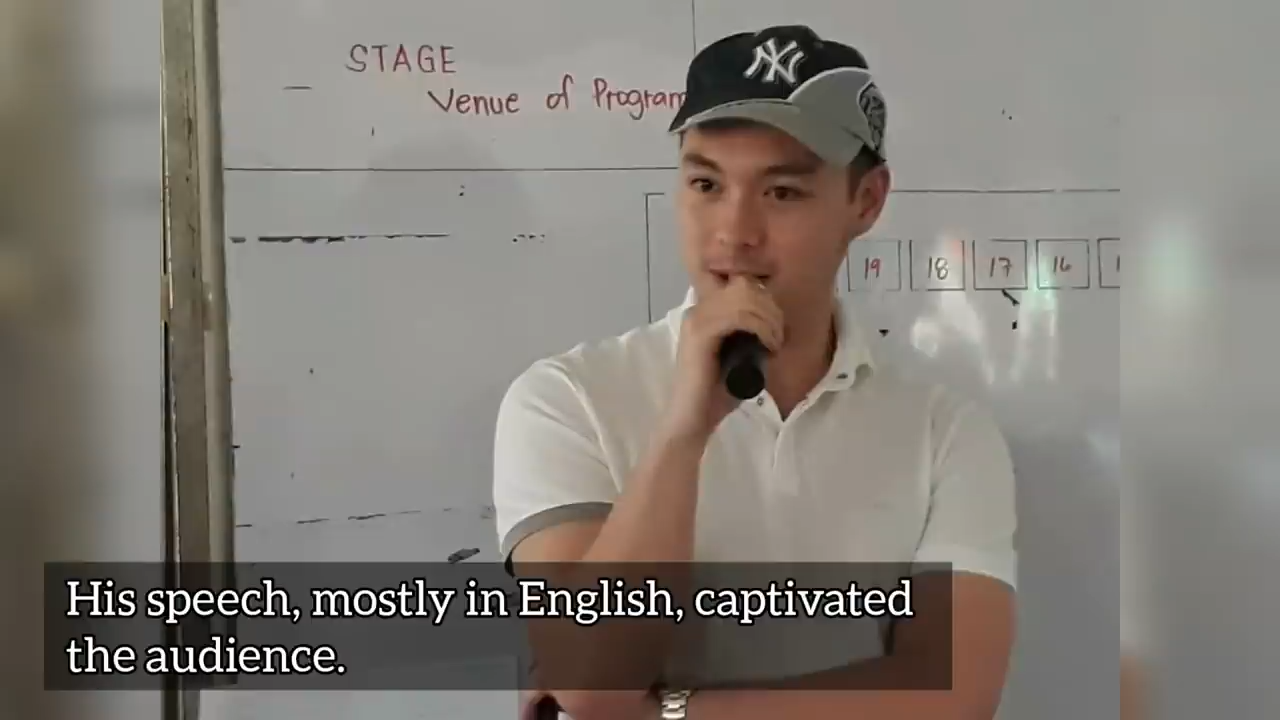 STAGE
Venue of Program
NY
19 18 17 16
His speech, mostly in English, captivated
the audience.